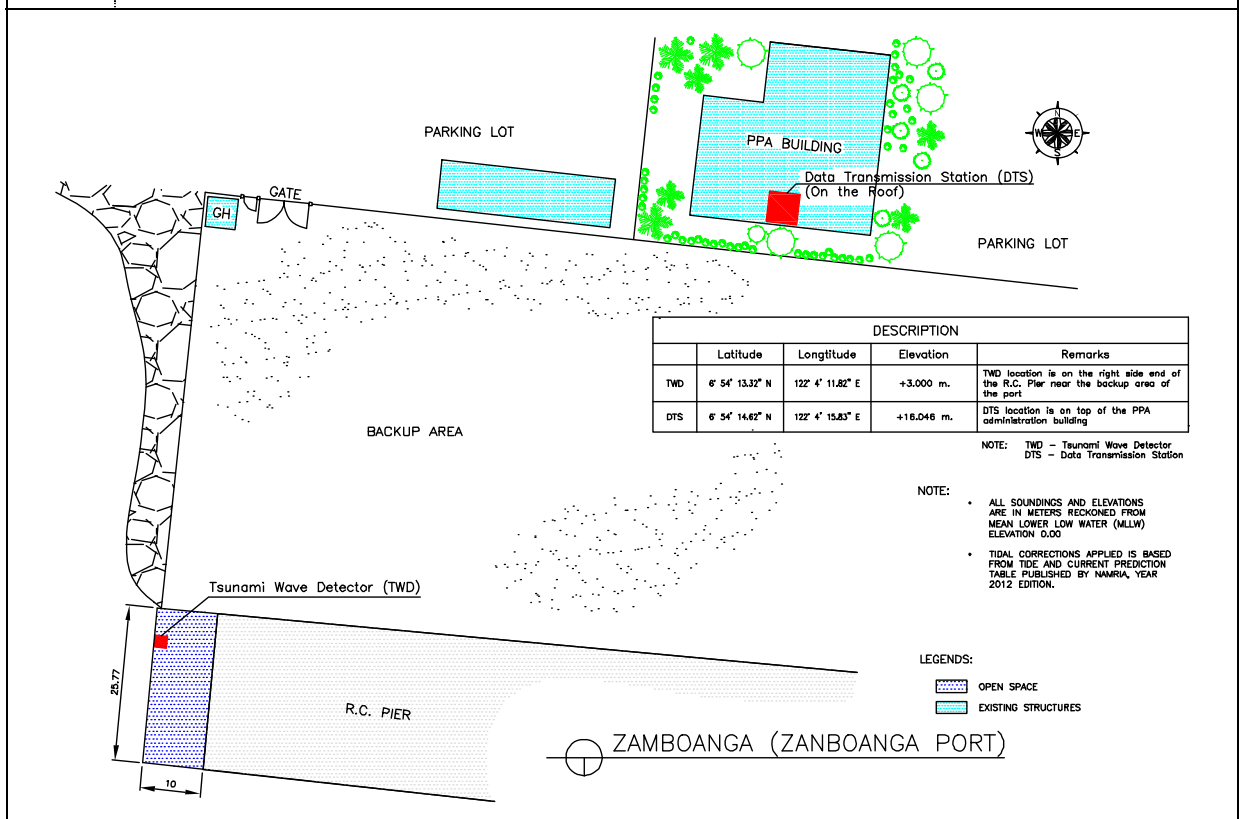 PARKING LOT
N
W E
S
PPA BUILDING
Data Transmission Station (DTS)
(On the Roof)
GATE
GH
PARKING LOT
DESCRIPTION
Latitude Longtitude Elevation Remarks
TWD 6° 54' 13.32" N 122° 4' 11.82" E +3.000 m. TWD location is on the right side end of
the R.C. Pier near the backup area of
the port
DTS 6° 54' 14.62" N 122° 4' 15.83" E +16.046 m. DTS location is on top of the PPA
administration building
NOTE: TWD - Tsunami Wave Detector
DTS - Data Transmission Station
BACKUP AREA
NOTE:
• ALL SOUNDINGS AND ELEVATIONS
ARE IN METERS RECKONED FROM
MEAN LOWER LOW WATER (MLLW)
ELEVATION 0.00
• TIDAL CORRECTIONS APPLIED IS BASED
FROM TIDE AND CURRENT PREDICTION
TABLE PUBLISHED BY NAMRIA, YEAR
2012 EDITION.
Tsunami Wave Detector (TWD)
25.77
R.C. PIER
10
LEGENDS:
OPEN SPACE
EXISTING STRUCTURES
ZAMBOANGA (ZANBOANGA PORT)